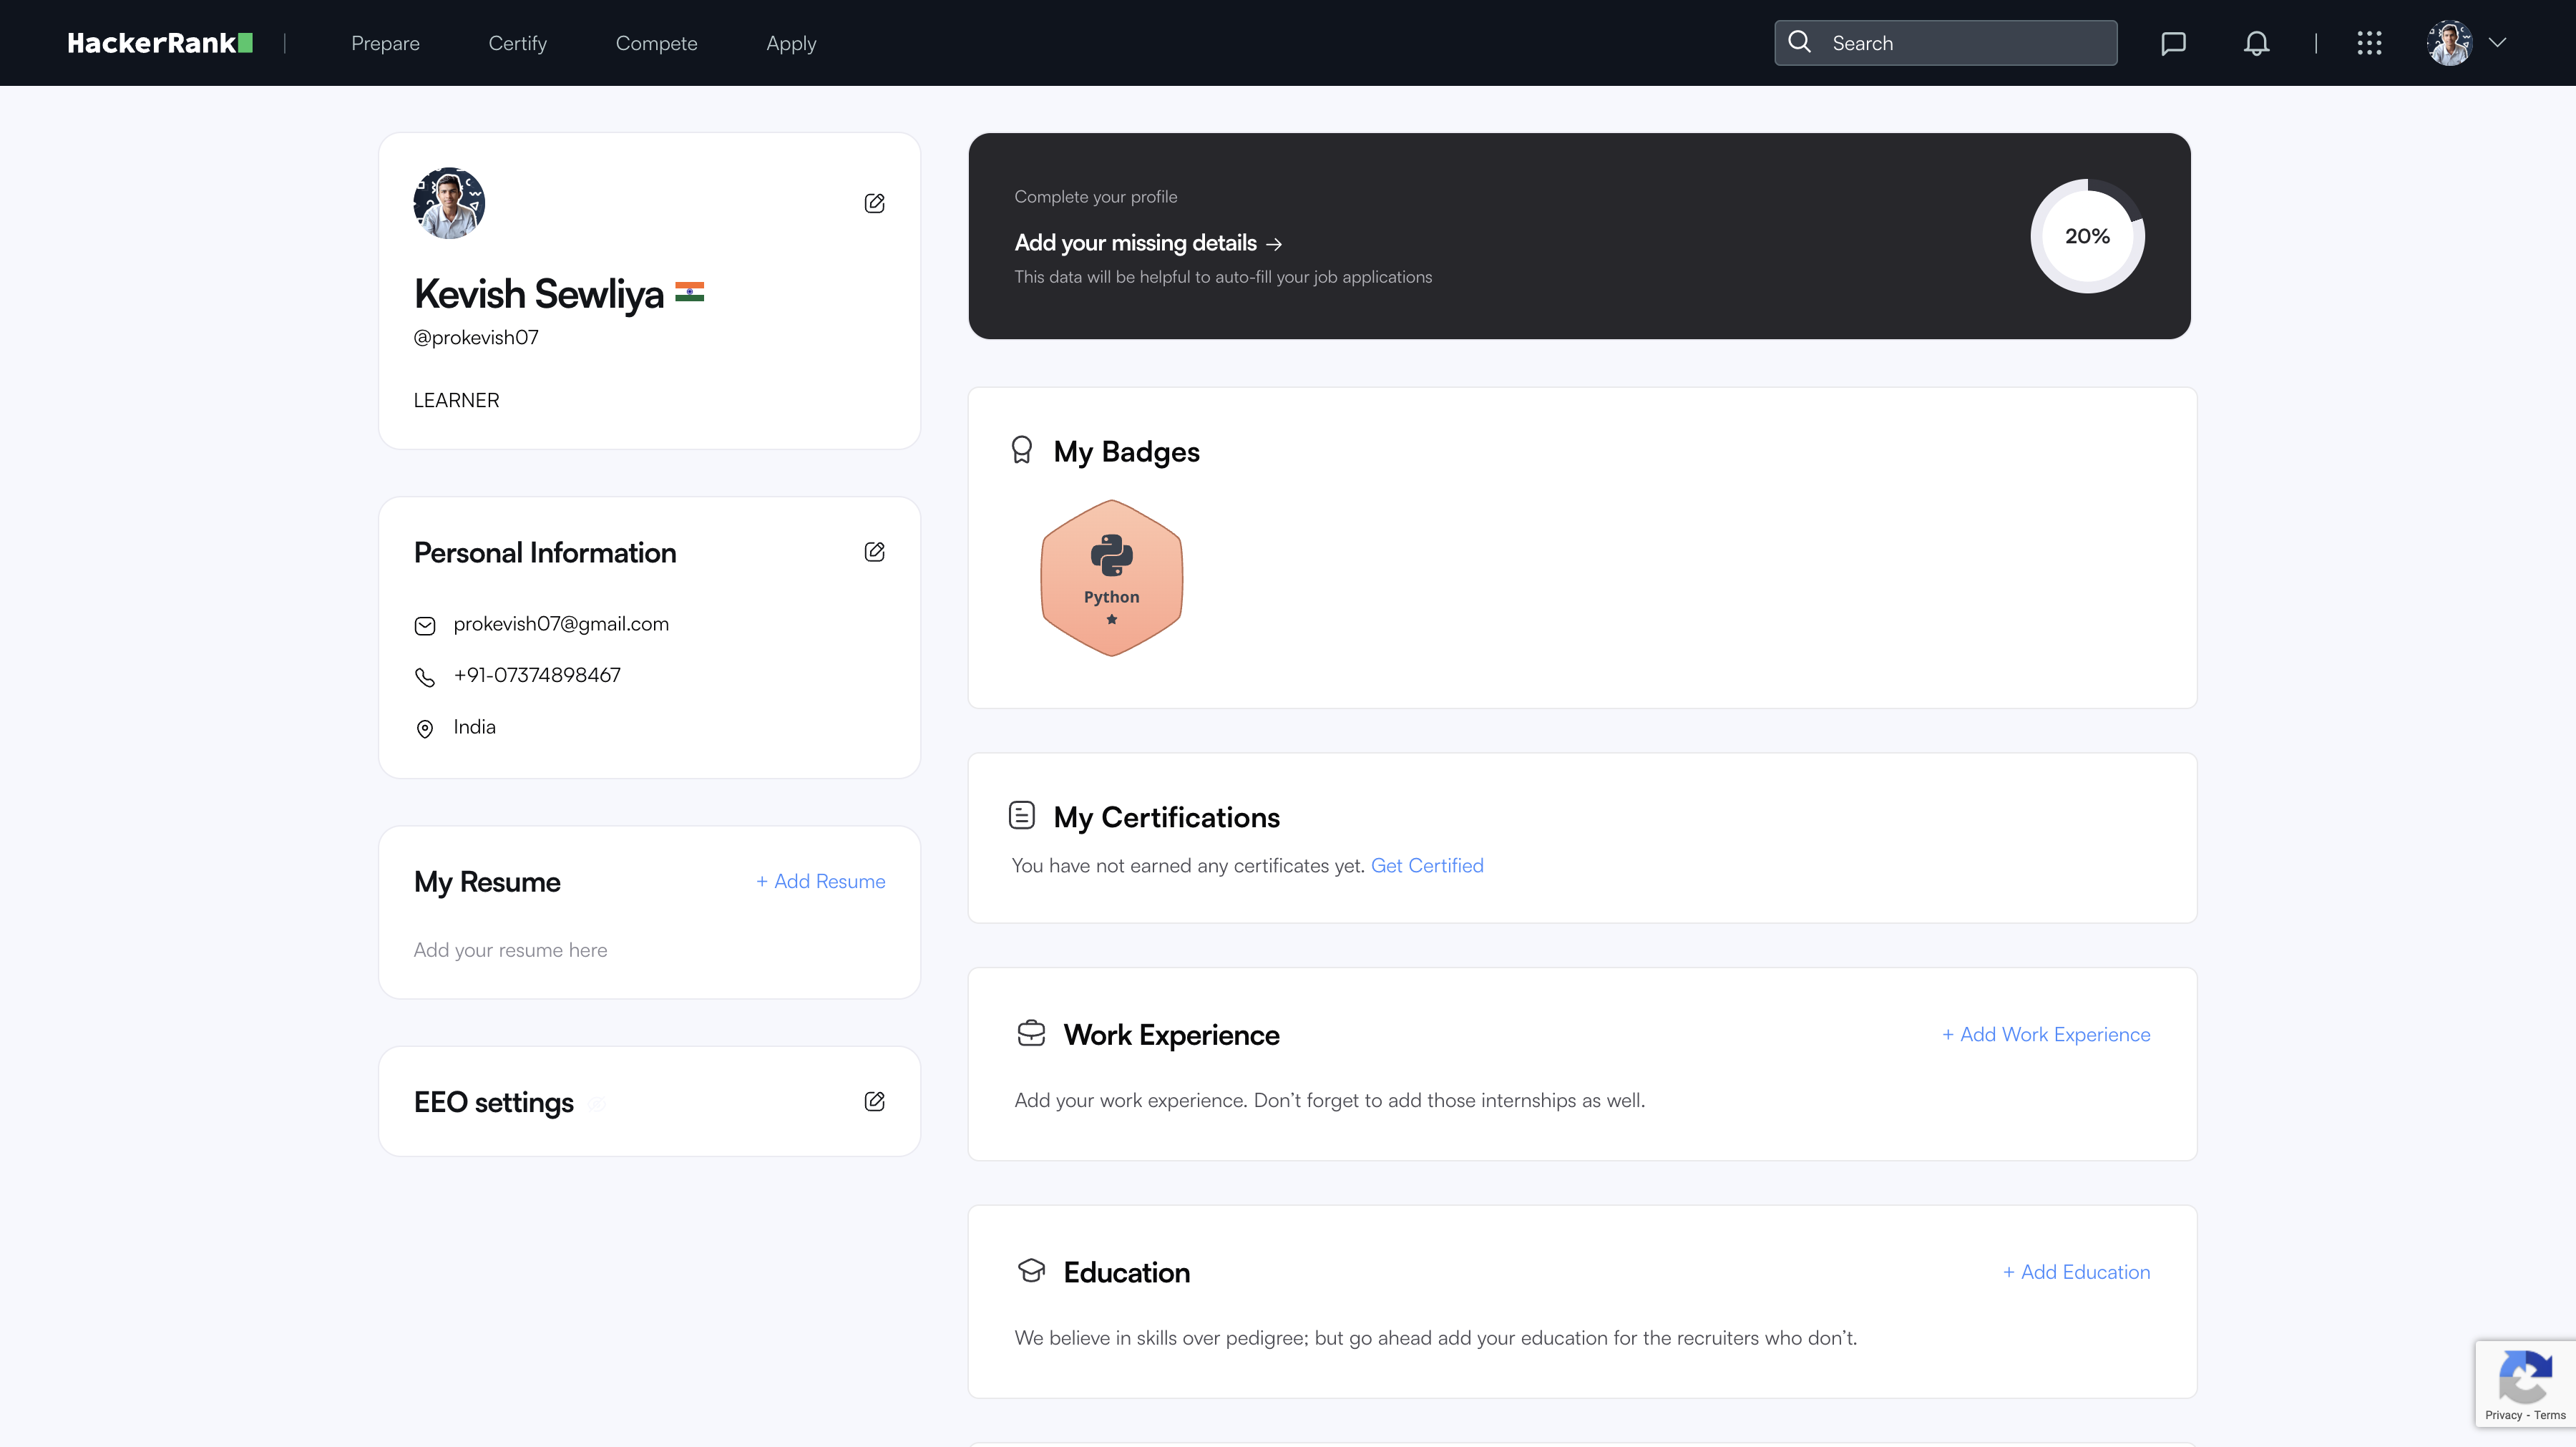 HackerRank
Prepare
Certify
Compete
Apply
Search
Kevish Sewliya
@prokevish07
LEARNER
Personal Information
prokevish07@gmail.com
+91-07374898467
India
My Resume
+ Add Resume
Add your resume here
EEO settings
Complete your profile
Add your missing details →
This data will be helpful to auto-fill your job applications
20%
My Badges
Python
My Certifications
You have not earned any certificates yet. Get Certified
Work Experience
+ Add Work Experience
Add your work experience. Don’t forget to add those internships as well.
Education
+ Add Education
We believe in skills over pedigree; but go ahead add your education for the recruiters who don’t.
Privacy - Terms